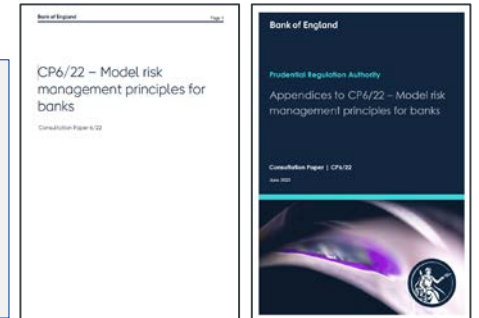 Bank of England
Page 1
CP6/22 – Model risk
management principles for
banks
Consultation Paper 6/22
Bank of England
Prudential Regulation Authority
Appendices to CP6/22 – Model risk
management principles for banks
Consultation Paper | CP6/22
June 2022